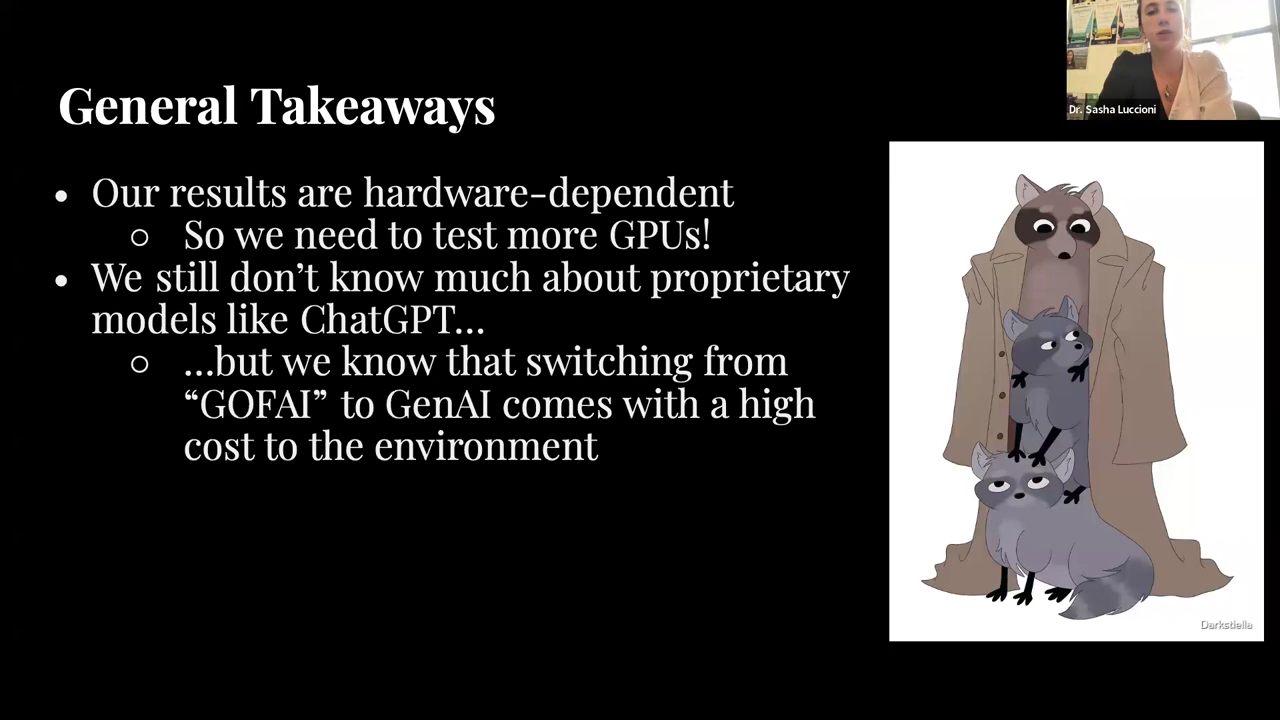 Dr. Sasha Luccioni
General Takeaways
• Our results are hardware-dependent
○ So we need to test more GPUs!
• We still don’t know much about proprietary
models like ChatGPT...
○ ...but we know that switching from
“GOFAI” to GenAI comes with a high
cost to the environment
Darkstiella